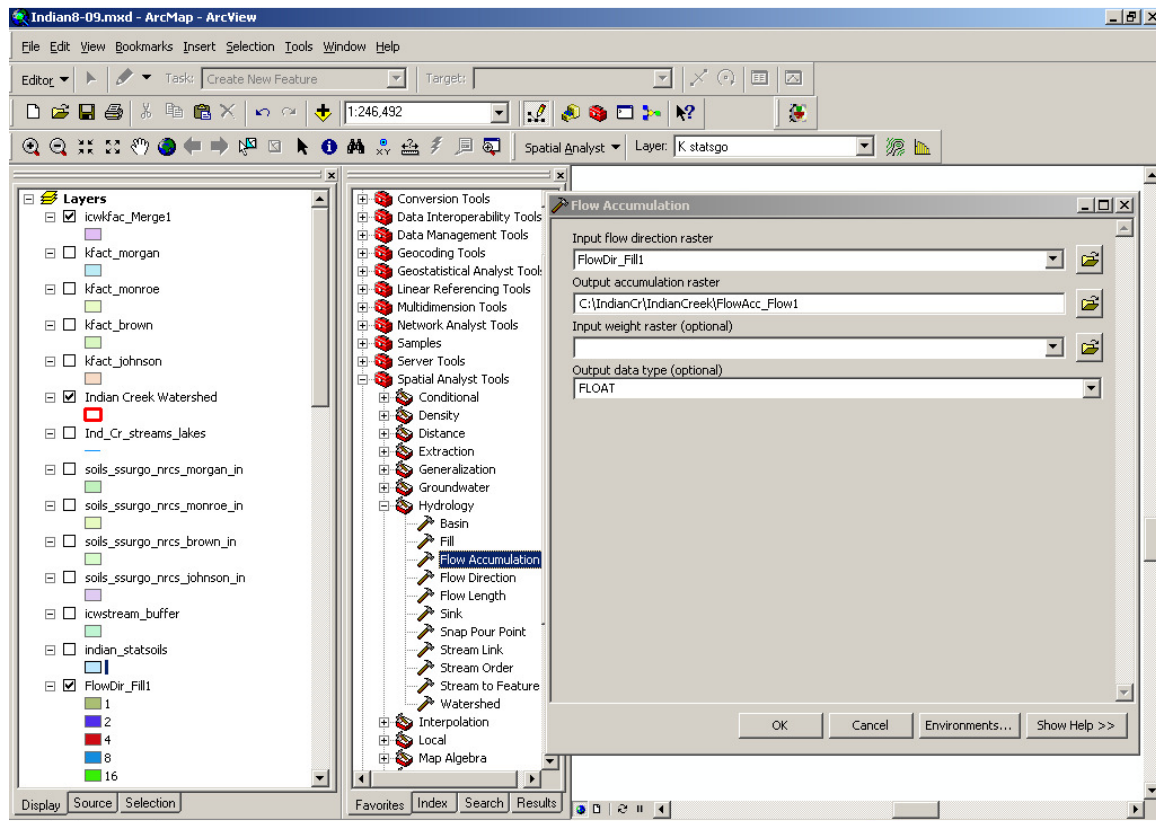 Indian8-09.mxd - ArcMap - ArcView
File Edit View Bookmarks Insert Selection Tools Window Help
Editor Task: Create New Feature Target:
1:246,492
Spatial Analyst Layer: K statsgo
Layers
icwkfac_Merge1
kfact_morgan
kfact_monroe
kfact_brown
kfact_johnson
Indian Creek Watershed
Ind_Cr_streams_lakes
soils_ssurgo_nrcs_morgan_in
soils_ssurgo_nrcs_monroe_in
soils_ssurgo_nrcs_brown_in
soils_ssurgo_nrcs_johnson_in
icwstream_buffer
indian_statsoils
FlowDir_Fill1
1
2
4
8
16
Display Source Selection
Conversion Tools
Data Interoperability Tools
Data Management Tools
Geocoding Tools
Geostatistical Analyst Tool
Linear Referencing Tools
Multidimension Tools
Network Analyst Tools
Samples
Server Tools
Spatial Analyst Tools
Conditional
Density
Distance
Extraction
Generalization
Groundwater
Hydrology
Basin
Fill
Flow Accumulation
Flow Direction
Flow Length
Sink
Snap Pour Point
Stream Link
Stream Order
Stream to Feature
Watershed
Interpolation
Local
Map Algebra
Favorites Index Search Results
Flow Accumulation
Input flow direction raster
FlowDir_Fill1
Output accumulation raster
C:\IndianCr\IndianCreek\FlowAcc_Flow1
Input weight raster (optional)
Output data type (optional)
FLOAT
OK Cancel Environments... Show Help >>